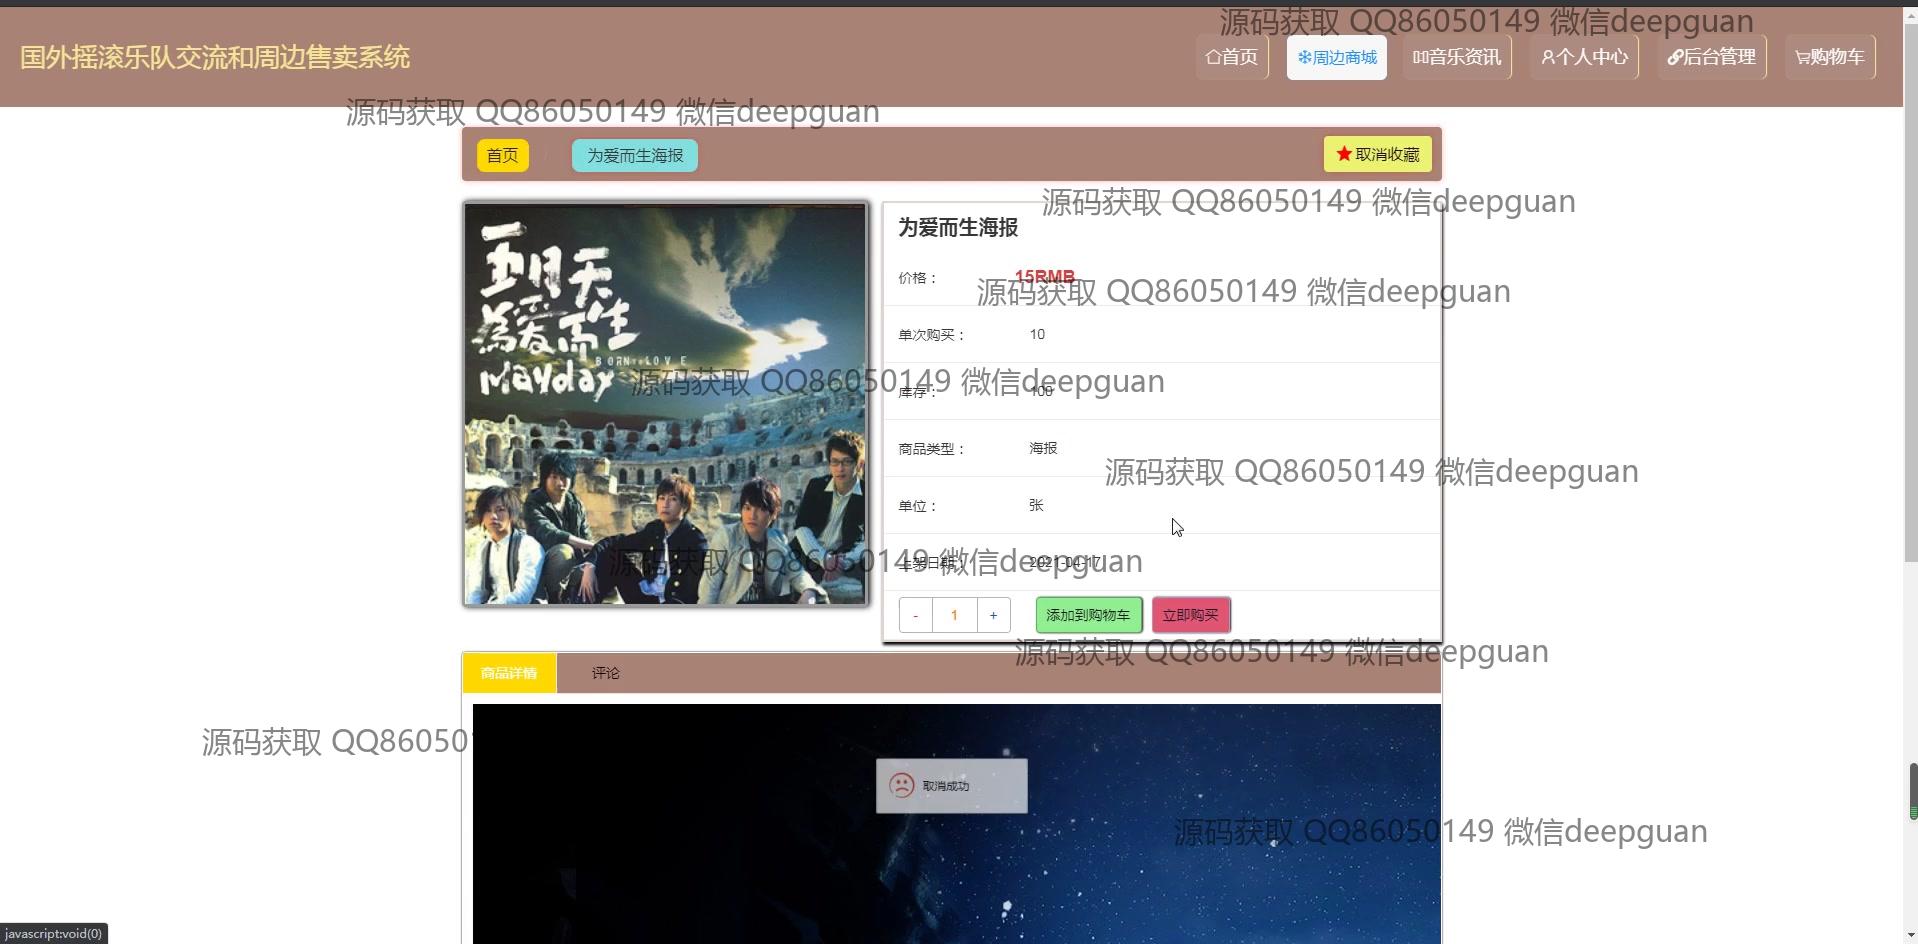 源码获取 QQ86050149 微信deepguan
国外摇滚乐队交流和周边售卖系统
首页
周边商城
音乐资讯
个人中心
后台管理
购物车
源码获取 QQ86050149 微信deepguan
首页
为爱而生海报
取消收藏
源码获取 QQ86050149 微信deepguan
五月天
為愛而生
BORN TO LOVE
Mayday
为爱而生海报
价格： 15RMB
源码获取 QQ86050149 微信deepguan
单次购买： 10
源码获取 QQ86050149 微信deepguan
库存： 100
商品类型： 海报
源码获取 QQ86050149 微信deepguan
单位： 张
源码获取 QQ86050149 微信deepguan
上架日期： 2021-04-17
- 1 +
添加到购物车
立即购买
源码获取 QQ86050149 微信deepguan
商品详情
评论
源码获取 QQ86050
取消成功
源码获取 QQ86050149 微信deepguan
javascript:void(0)